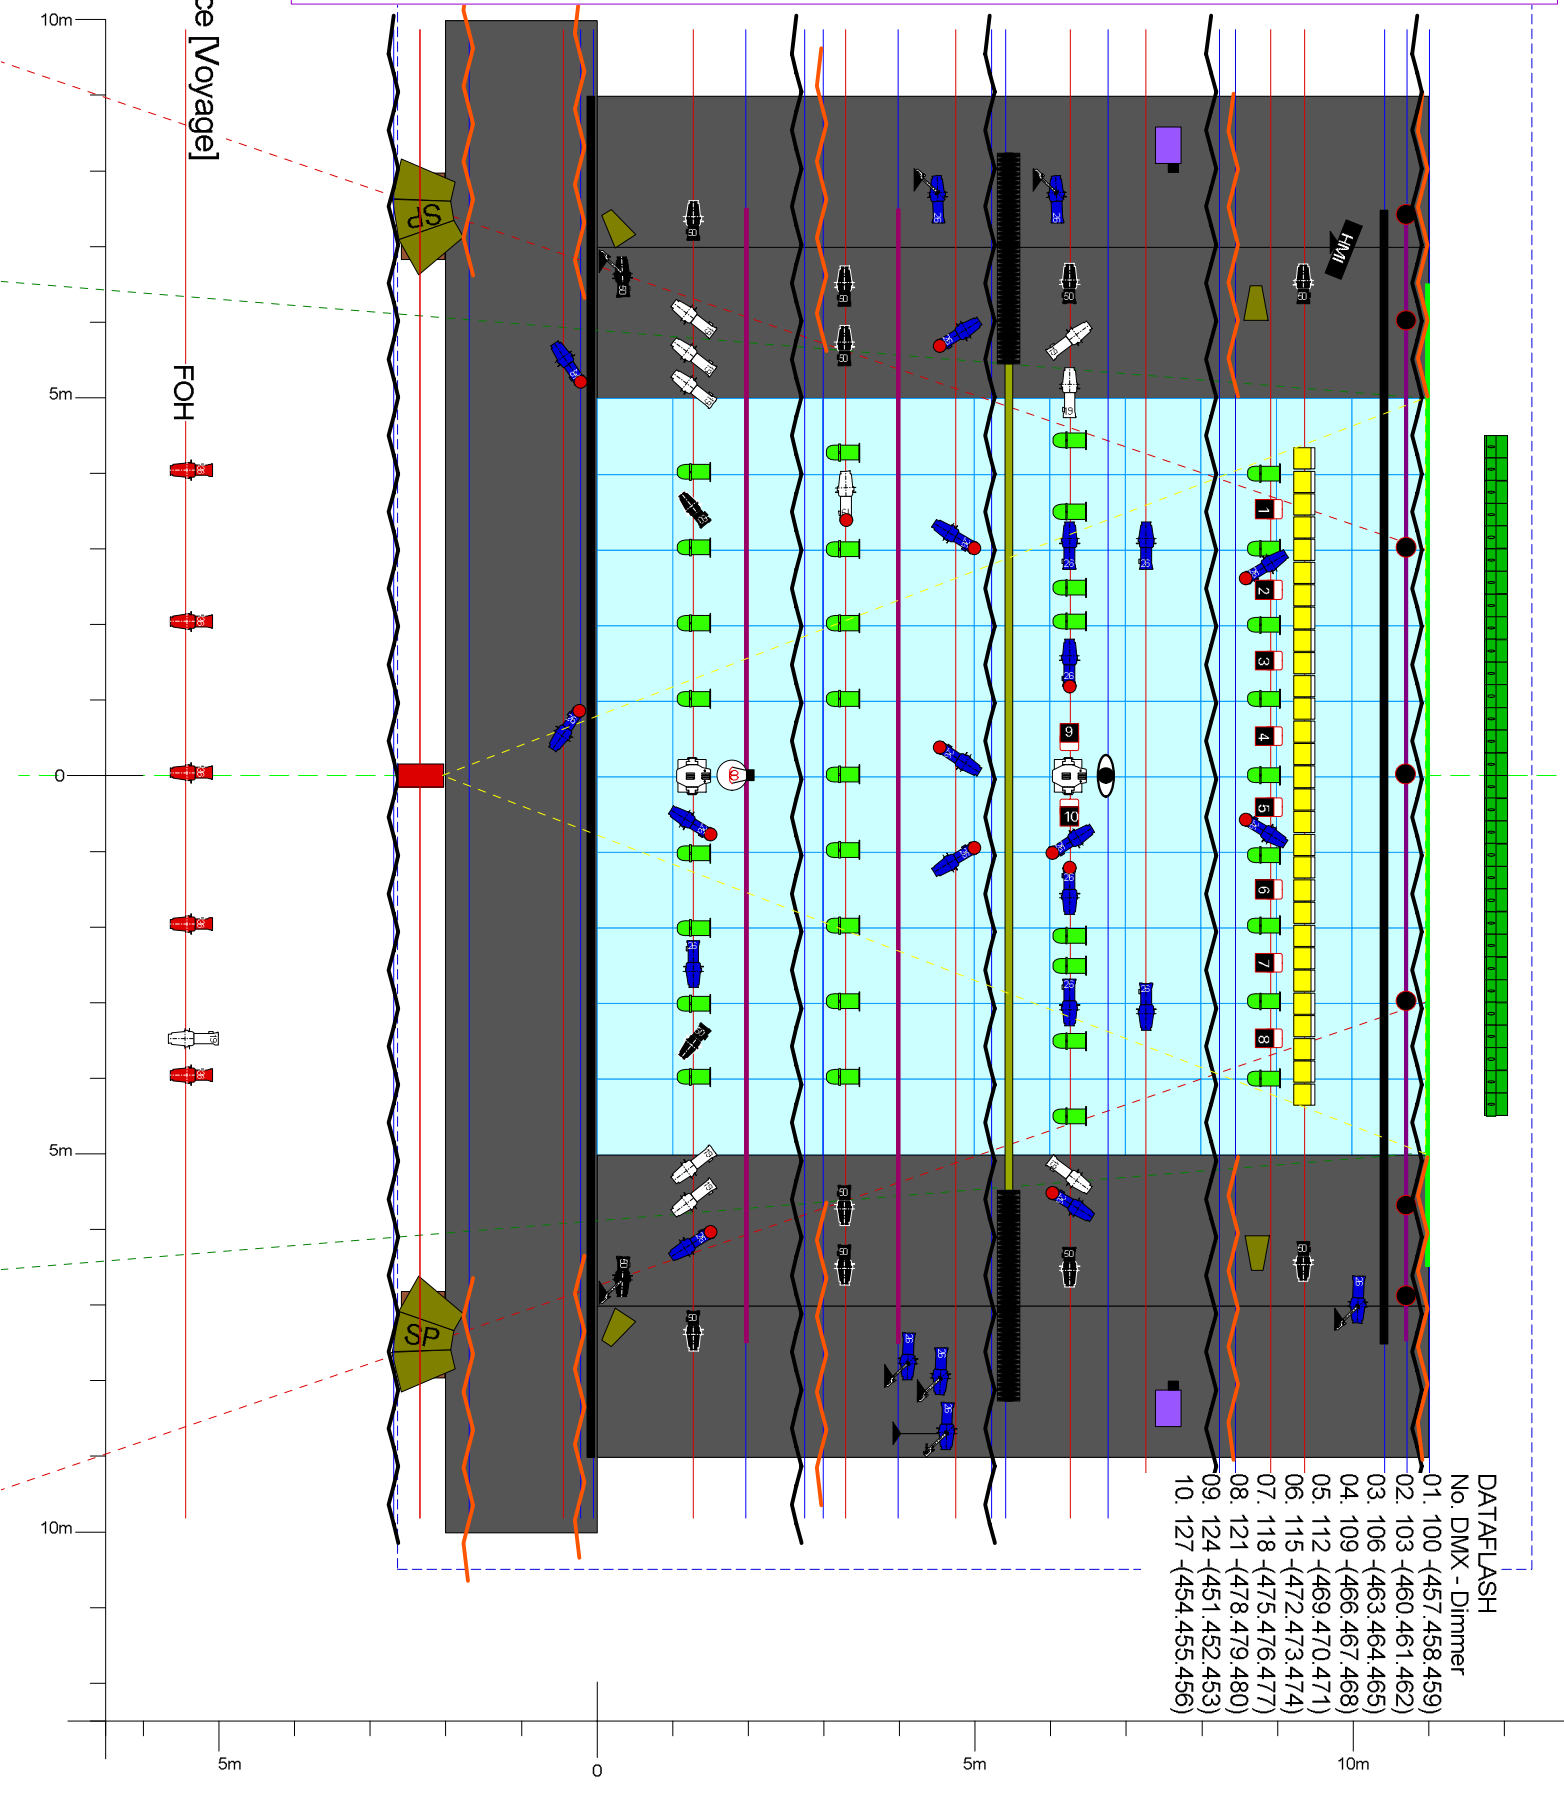 ce [Voyage]
FOH
10m
5m
0
5m
10m
5m
0
5m
10m
SP
SP
HMI
1
2
3
4
5
6
7
8
9
10
DATAFLASH
No. DMX - Dimmer
01. 100 -(457.458.459)
02. 103 -(460.461.462)
03. 106 -(463.464.465)
04. 109 -(466.467.468)
05. 112 -(469.470.471)
06. 115 -(472.473.474)
07. 118 -(475.476.477)
08. 121 -(478.479.480)
09. 124 -(451.452.453)
10. 127 -(454.455.456)